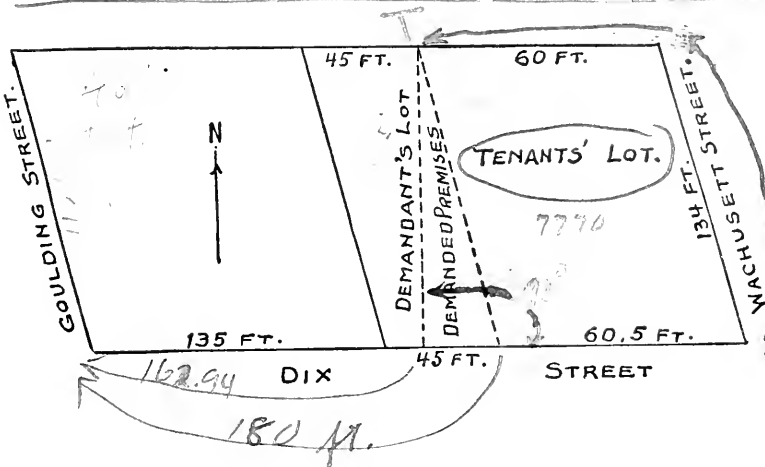 T
45 FT.
60 FT.
GOULDING STREET.
N
DEMANDANT'S LOT
DEMANDED PREMISES
TENANTS' LOT.
7770
134 FT.
WACHUSETT STREET.
135 FT.
45 FT.
60.5 FT.
162.94
DIX
STREET
180 ft.